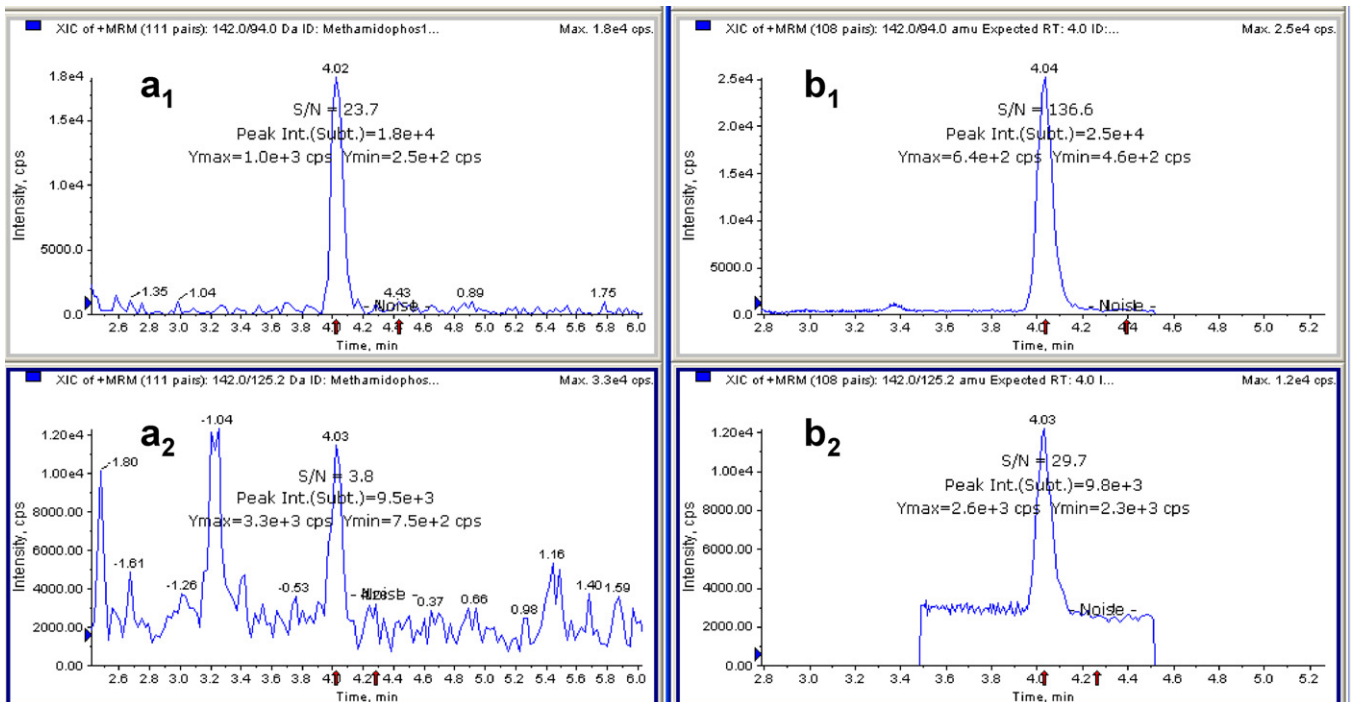 XIC of +MRM (111 pairs): 142.0/94.0 Da ID: Methamidophos1...
Max. 1.8e4 cps.
a1
4.02
S/N = 23.7
Peak Int.(Subt.)=1.8e+4
Ymax=1.0e+3 cps Ymin=2.5e+2 cps
Intensity, cps
1.8e4
1.5e4
1.0e4
5000.0
0.0
1.35
1.04
4.43
- Noise -
0.89
1.75
2.6 2.8 3.0 3.2 3.4 3.6 3.8 4.0 4.2 4.4 4.6 4.8 5.0 5.2 5.4 5.6 5.8 6.0
Time, min
XIC of +MRM (108 pairs): 142.0/94.0 amu Expected RT: 4.0 ID:...
Max. 2.5e4 cps.
b1
4.04
S/N = 136.6
Peak Int.(Subt.)=2.5e+4
Ymax=6.4e+2 cps Ymin=4.6e+2 cps
Intensity, cps
2.5e4
2.0e4
1.5e4
1.0e4
5000.0
0.0
- Noise -
2.8 3.0 3.2 3.4 3.6 3.8 4.0 4.2 4.4 4.6 4.8 5.0 5.2
Time, min
XIC of +MRM (111 pairs): 142.0/125.2 Da ID: Methamidophos...
Max. 3.3e4 cps.
a2
-1.04
4.03
S/N = 3.8
Peak Int.(Subt.)=9.5e+3
Ymax=3.3e+3 cps Ymin=7.5e+2 cps
Intensity, cps
1.20e4
1.00e4
8000.00
6000.00
4000.00
2000.00
0.00
-1.80
-1.61
-1.26
-0.53
- Noise -
0.37
0.66
0.98
1.16
1.40
1.59
2.6 2.8 3.0 3.2 3.4 3.6 3.8 4.0 4.2 4.4 4.6 4.8 5.0 5.2 5.4 5.6 5.8 6.0
Time, min
XIC of +MRM (108 pairs): 142.0/125.2 amu Expected RT: 4.0 I...
Max. 1.2e4 cps.
b2
4.03
S/N = 29.7
Peak Int.(Subt.)=9.8e+3
Ymax=2.6e+3 cps Ymin=2.3e+3 cps
Intensity, cps
1.20e4
1.00e4
8000.00
6000.00
4000.00
2000.00
0.00
- Noise -
2.8 3.0 3.2 3.4 3.6 3.8 4.0 4.2 4.4 4.6 4.8 5.0 5.2
Time, min